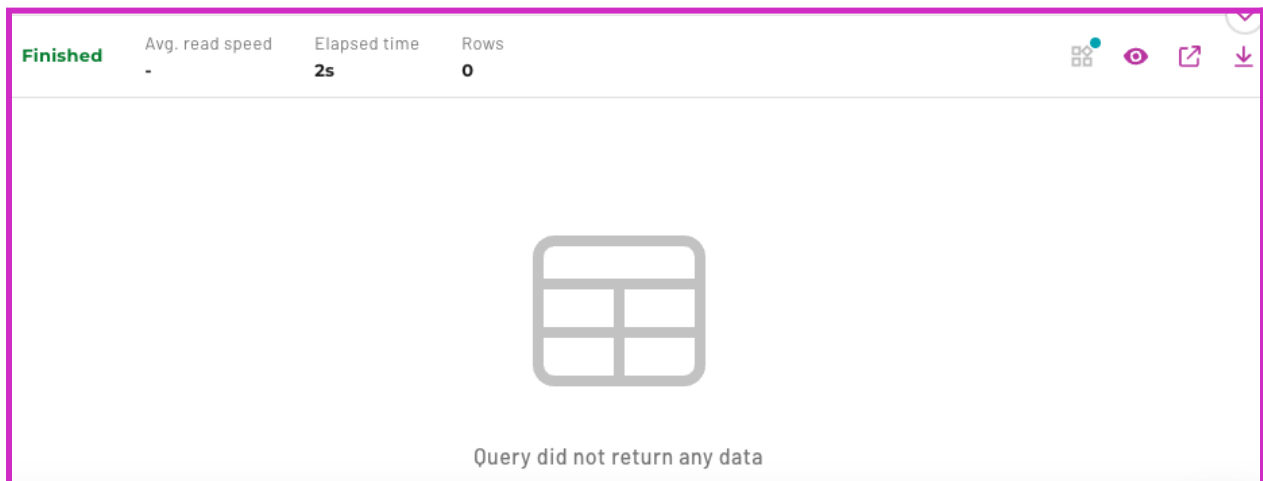 Finished
Avg. read speed
-
Elapsed time
2s
Rows
0
Query did not return any data